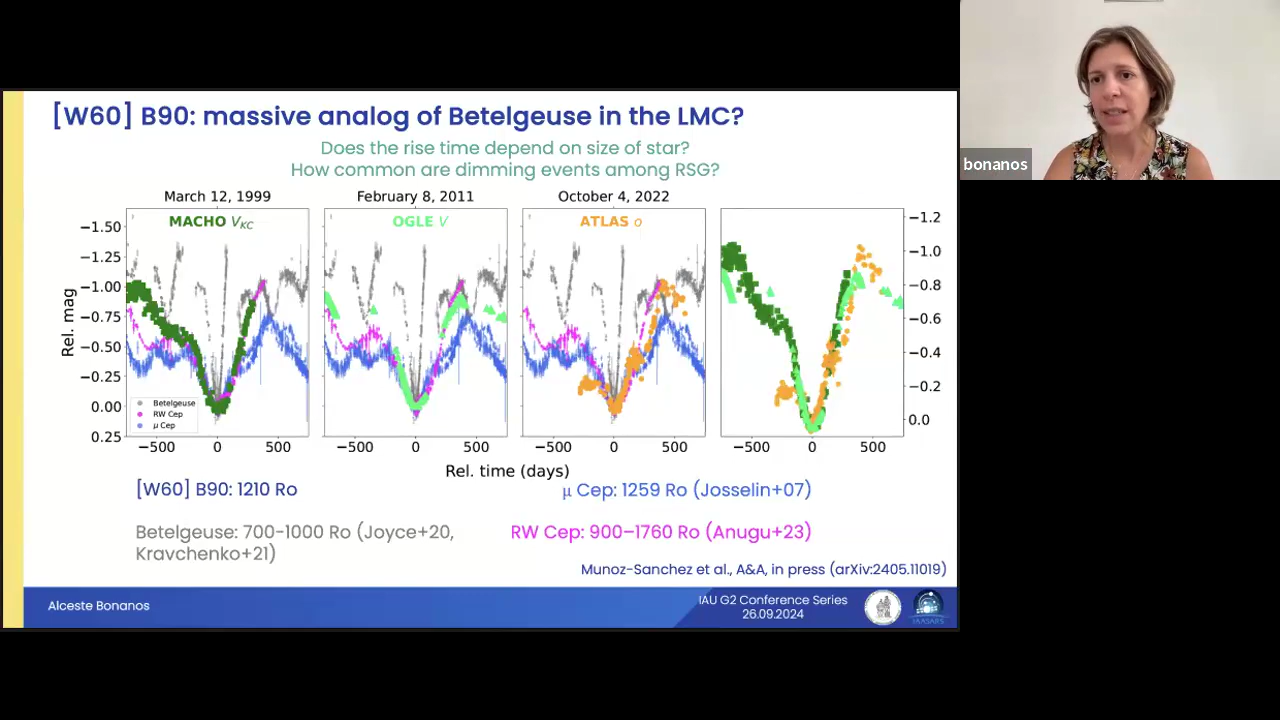 [W60] B90: massive analog of Betelgeuse in the LMC?
Does the rise time depend on size of star?
How common are dimming events among RSG?
March 12, 1999
February 8, 2011
October 4, 2022
MACHO V_KC
OGLE V
ATLAS o
Rel. mag
−1.50
−1.25
−1.00
−0.75
−0.50
−0.25
0.00
0.25
−1.2
−1.0
−0.8
−0.6
−0.4
−0.2
0.0
Betelgeuse
RW Cep
μ Cep
−500 0 500
−500 0 500
−500 0 500
−500 0 500
Rel. time (days)
[W60] B90: 1210 Ro
μ Cep: 1259 Ro (Josselin+07)
Betelgeuse: 700-1000 Ro (Joyce+20,
Kravchenko+21)
RW Cep: 900–1760 Ro (Anugu+23)
Munoz-Sanchez et al., A&A, in press (arXiv:2405.11019)
Alceste Bonanos
IAU G2 Conference Series
26.09.2024
IAASARS
bonanos